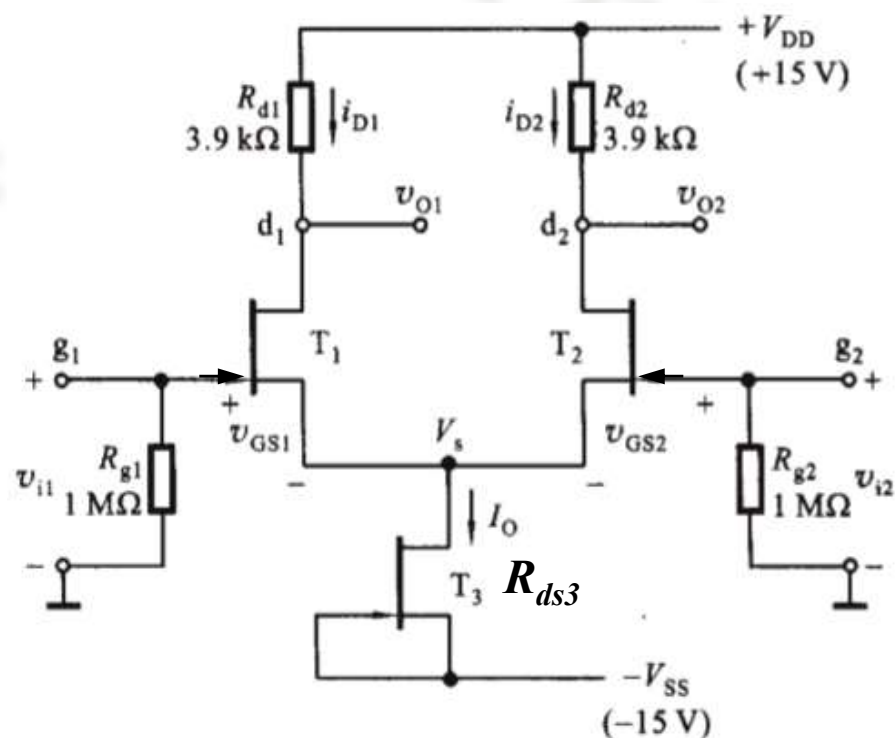 +V_DD
(+15 V)
R_d1
3.9 kΩ
i_D1
i_D2
R_d2
3.9 kΩ
v_O1
v_O2
d_1
d_2
T_1
T_2
g_1
g_2
+
+
+
+
v_GS1
V_s
v_GS2
R_g1
1 MΩ
v_i1
R_g2
1 MΩ
v_i2
−
−
I_O
−
−
T_3
R_ds3
−V_SS
(−15 V)